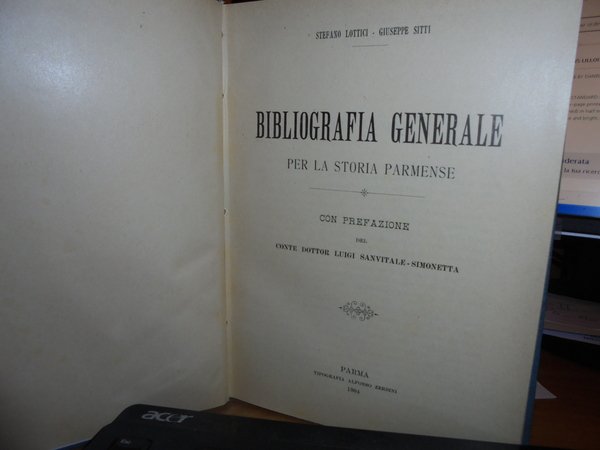 STEFANO LOTTICI - GIUSEPPE SITTI
BIBLIOGRAFIA GENERALE
PER LA STORIA PARMENSE
CON PREFAZIONE
DEL
CONTE DOTTOR LUIGI SANVITALE-SIMONETTA
PARMA
TIPOGRAFIA ALFONSO ZERBINI
1904
acer
Esc